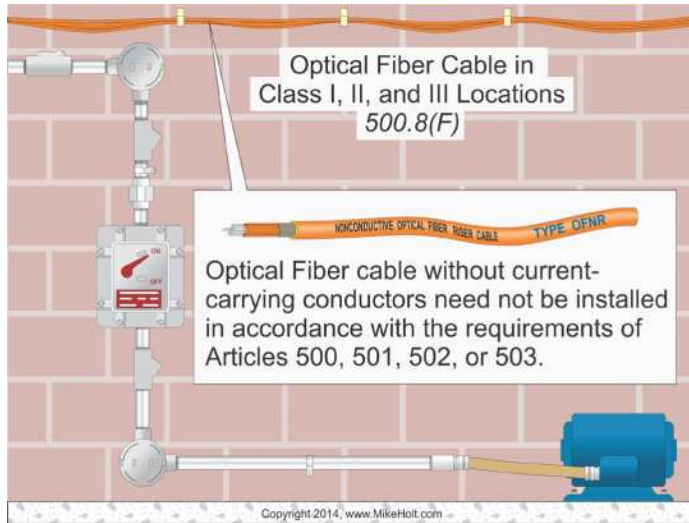 Optical Fiber Cable in
Class I, II, and III Locations
500.8(F)
NONCONDUCTIVE OPTICAL FIBER RISER CABLE TYPE OFNR
Optical Fiber cable without current-
carrying conductors need not be installed
in accordance with the requirements of
Articles 500, 501, 502, or 503.
ON
OFF
Copyright 2014, www.MikeHolt.com